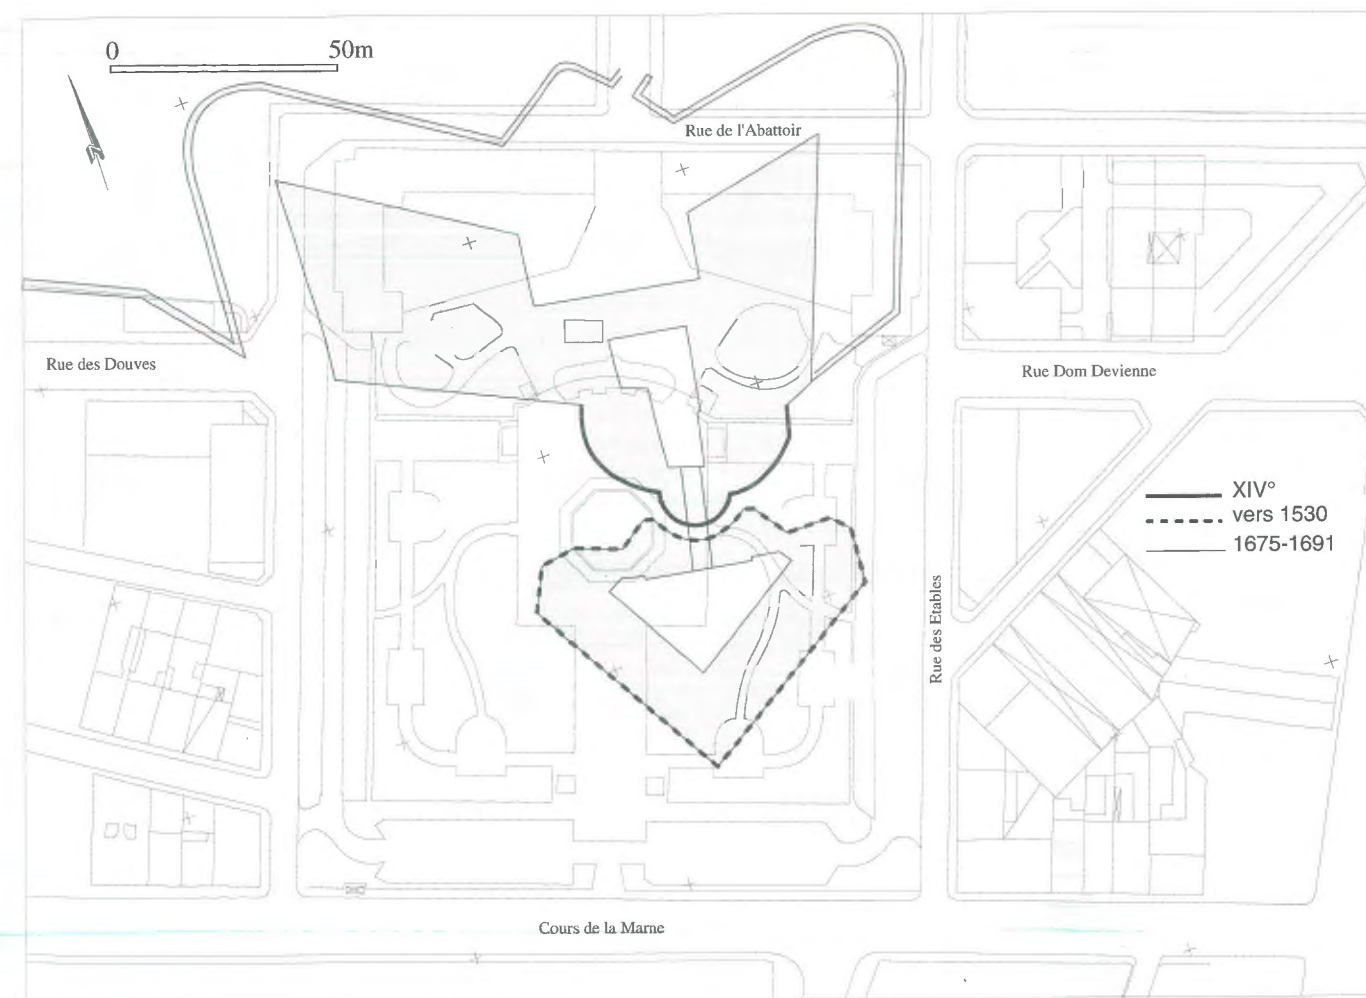 0 50m
N
Rue de l'Abattoir
Rue des Douves
Rue Dom Devienne
XIV°
vers 1530
1675-1691
Rue des Etables
Cours de la Marne